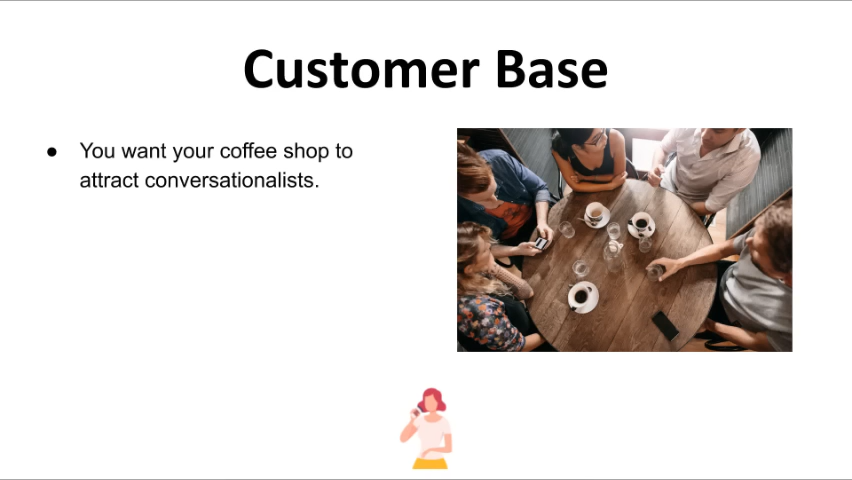 Customer Base
● You want your coffee shop to
attract conversationalists.